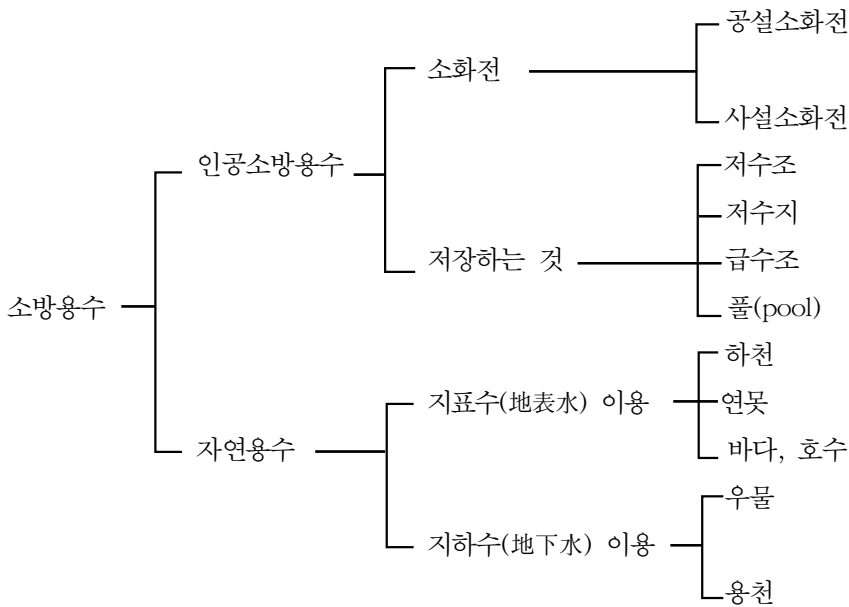 공설소화전
소화전
사설소화전
인공소방용수
저수조
저수지
저장하는 것
급수조
풀(pool)
소방용수
하천
지표수(地表水) 이용
연못
자연용수
바다, 호수
우물
지하수(地下水) 이용
용천